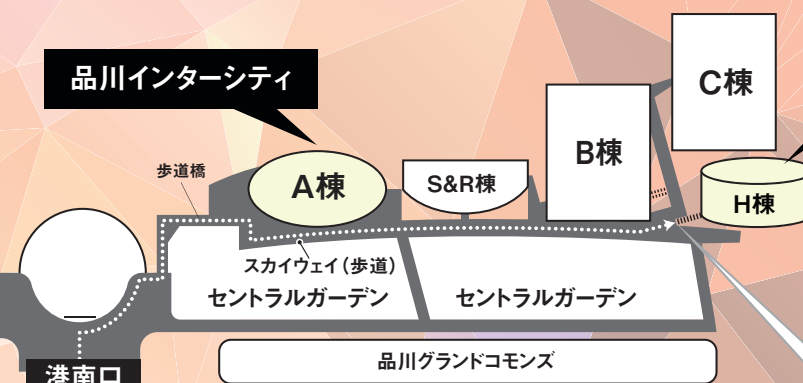 品川インターシティ
C棟
B棟
歩道橋
A棟
S&R棟
H棟
スカイウェイ(歩道)
セントラルガーデン
セントラルガーデン
品川グランドコモンズ
港南口